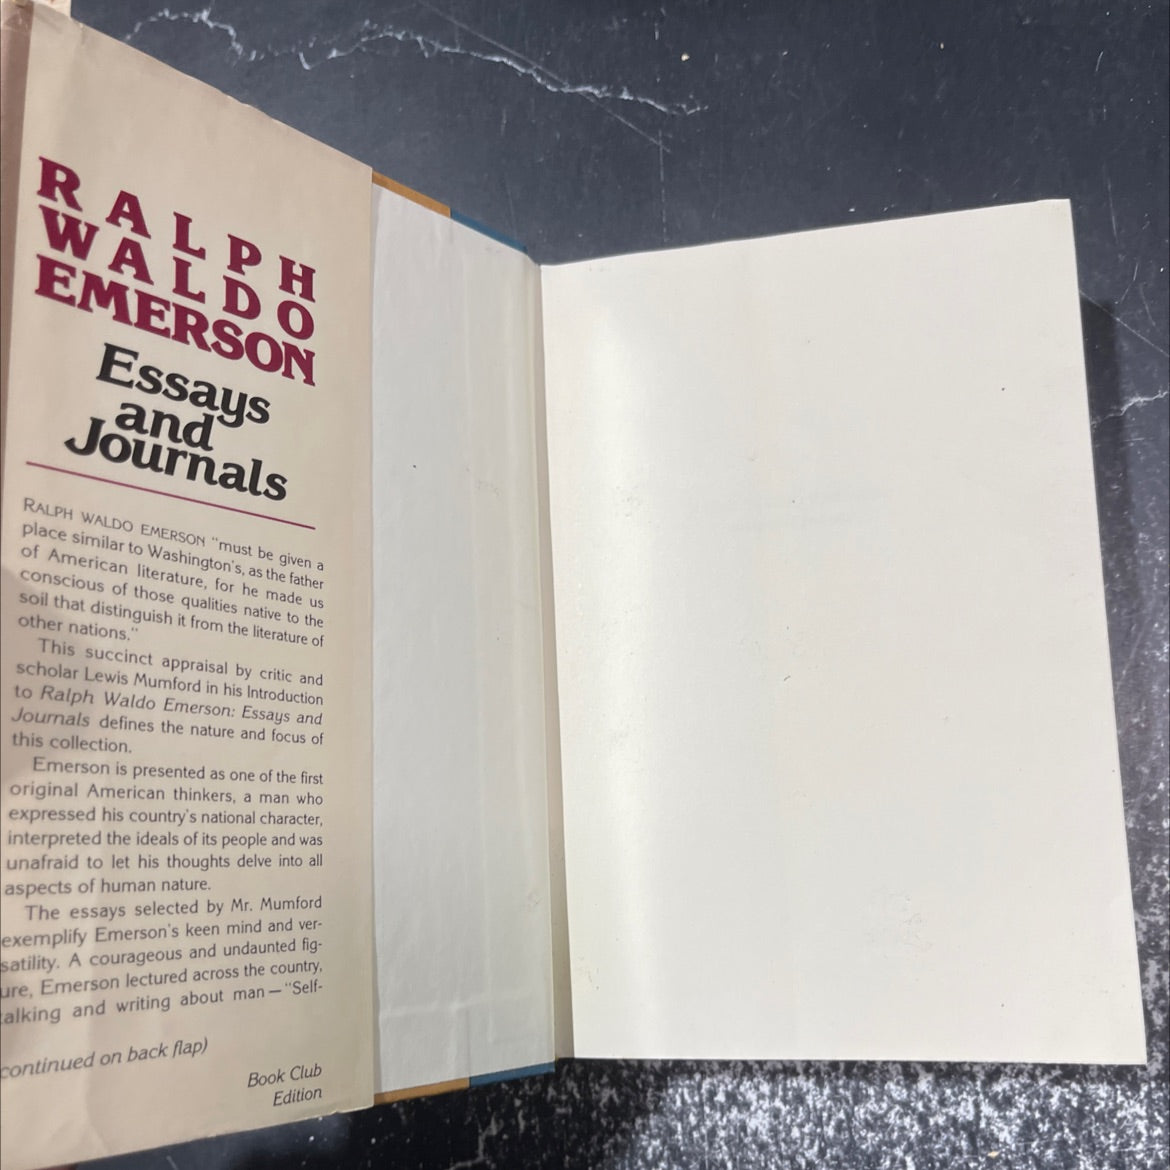 RALPH
WALDO
EMERSON
Essays
and
Journals
RALPH WALDO EMERSON "must be given a
place similar to Washington's, as the father
of American literature, for he made us
conscious of those qualities native to the
soil that distinguish it from the literature of
other nations."
This succinct appraisal by critic and
scholar Lewis Mumford in his Introduction
to Ralph Waldo Emerson: Essays and
Journals defines the nature and focus of
this collection.
Emerson is presented as one of the first
original American thinkers, a man who
expressed his country's national character,
interpreted the ideals of its people and was
unafraid to let his thoughts delve into all
aspects of human nature.
The essays selected by Mr. Mumford
exemplify Emerson's keen mind and ver-
satility. A courageous and undaunted fig-
ure, Emerson lectured across the country,
talking and writing about man—"Self-
(continued on back flap)
Book Club
Edition